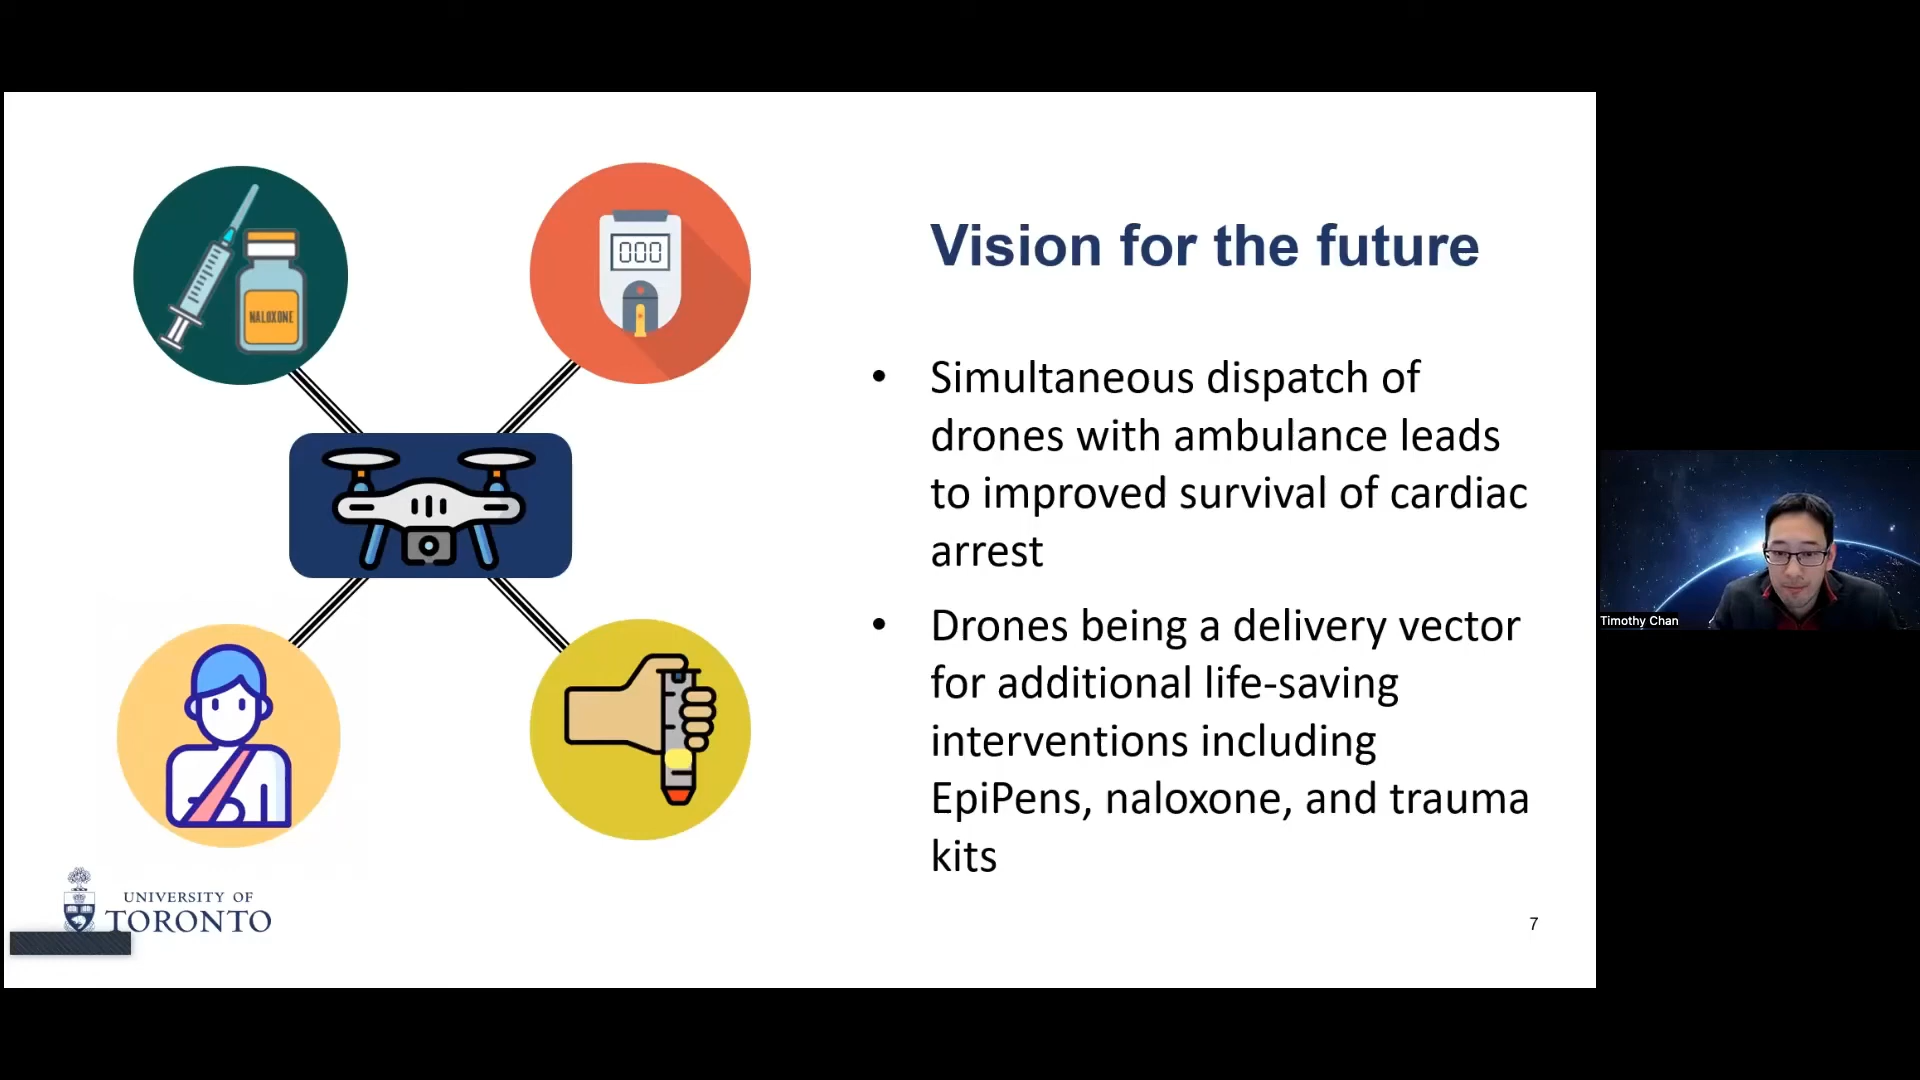 NALOXONE
000
Vision for the future
• Simultaneous dispatch of
drones with ambulance leads
to improved survival of cardiac
arrest
• Drones being a delivery vector
for additional life-saving
interventions including
EpiPens, naloxone, and trauma
kits
UNIVERSITY OF
TORONTO
7
Timothy Chan